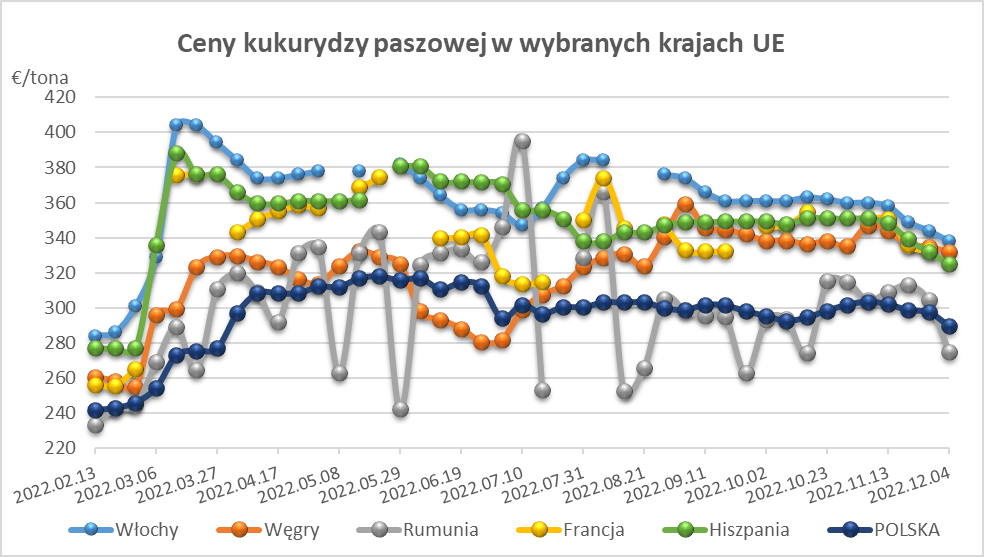 Ceny kukurydzy paszowej w wybranych krajach UE
€/tona
420
400
380
360
340
320
300
280
260
240
220
2022.02.13 2022.03.06 2022.03.27 2022.04.17 2022.05.08 2022.05.29 2022.06.19 2022.07.10 2022.07.31 2022.08.21 2022.09.11 2022.10.02 2022.10.23 2022.11.13 2022.12.04
Włochy Węgry Rumunia Francja Hiszpania POLSKA